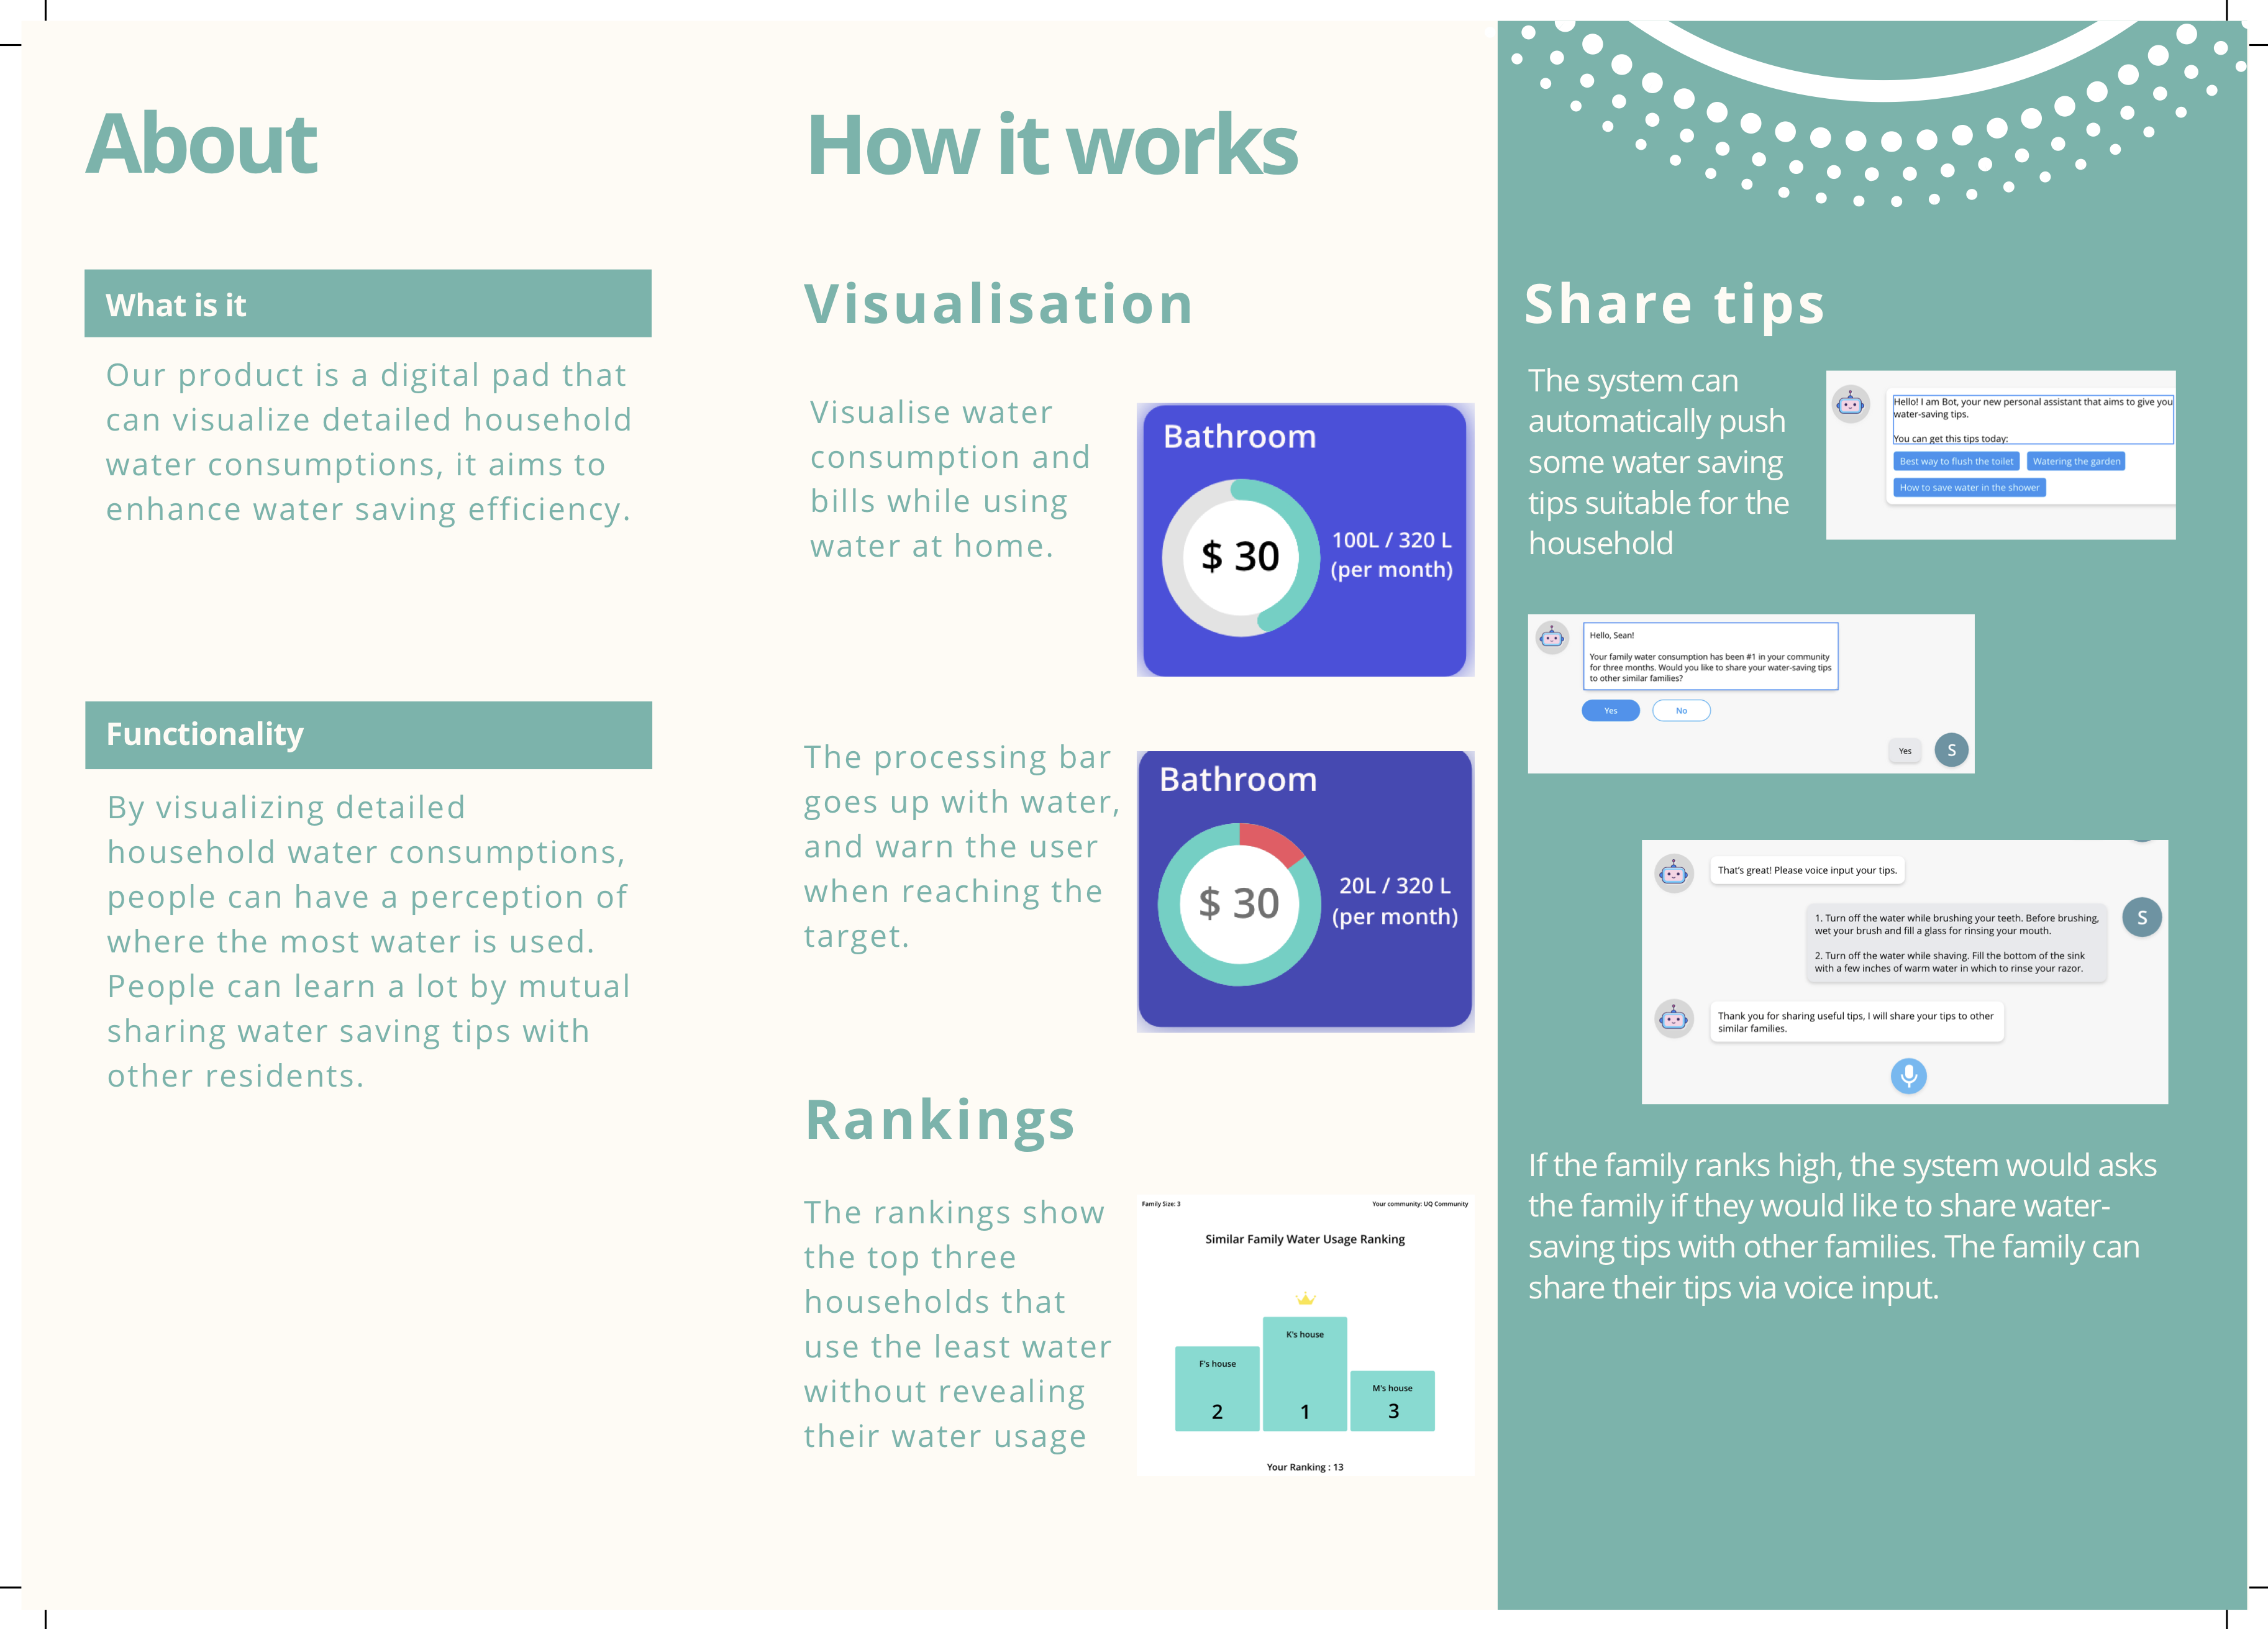 About
What is it
Our product is a digital pad that
can visualize detailed household
water consumptions, it aims to
enhance water saving efficiency.
Functionality
By visualizing detailed
household water consumptions,
people can have a perception of
where the most water is used.
People can learn a lot by mutual
sharing water saving tips with
other residents.
How it works
Visualisation
Visualise water
consumption and
bills while using
water at home.
Bathroom
$ 30
100L / 320 L
(per month)
The processing bar
goes up with water,
and warn the user
when reaching the
target.
Bathroom
$ 30
20L / 320 L
(per month)
Rankings
The rankings show
the top three
households that
use the least water
without revealing
their water usage
Family Size: 3
Your community: UQ Community
Similar Family Water Usage Ranking
K's house
F's house
M's house
2
1
3
Your Ranking : 13
Share tips
The system can
automatically push
some water saving
tips suitable for the
household
Hello! I am Bot, your new personal assistant that aims to give you
water-saving tips.
You can get this tips today:
Best way to flush the toilet
Watering the garden
How to save water in the shower
Hello, Sean!
Your family water consumption has been #1 in your community
for three months. Would you like to share your water-saving tips
to other similar families?
Yes
No
Yes
S
That's great! Please voice input your tips.
1. Turn off the water while brushing your teeth. Before brushing,
wet your brush and fill a glass for rinsing your mouth.
S
2. Turn off the water while shaving. Fill the bottom of the sink
with a few inches of warm water in which to rinse your razor.
Thank you for sharing useful tips, I will share your tips to other
similar families.
If the family ranks high, the system would asks
the family if they would like to share water-
saving tips with other families. The family can
share their tips via voice input.